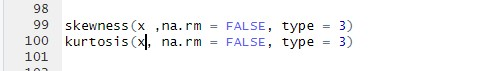 98
99 skewness(x ,na.rm = FALSE, type = 3)
100 kurtosis(x, na.rm = FALSE, type = 3)
101